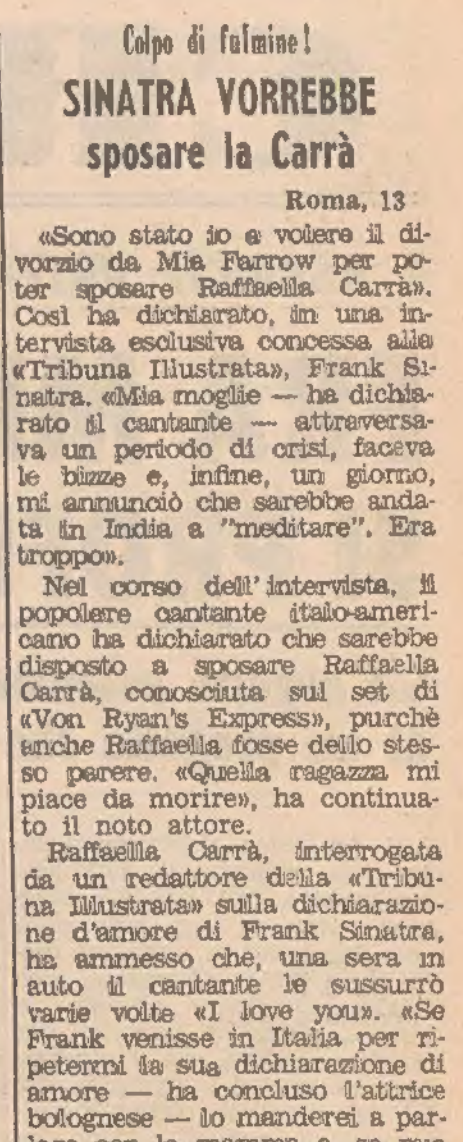 Colpo di fulmine!
SINATRA VORREBBE
sposare la Carrà
Roma, 13
«Sono stato io a volere il di-
vorzio da Mia Farrow per po-
ter sposare Raffaella Carrà».
Così ha dichiarato, in una in-
tervista esclusiva concessa alla
«Tribuna Illustrata», Frank Si-
natra. «Mia moglie — ha dichia-
rato il cantante — attraversa-
va un periodo di crisi, faceva
le bizze e, infine, un giorno,
mi annunciò che sarebbe anda-
ta in India a "meditare". Era
troppo».
Nel corso dell'intervista, il
popolare cantante italo-ameri-
cano ha dichiarato che sarebbe
disposto a sposare Raffaella
Carrà, conosciuta sul set di
«Von Ryan's Express», purchè
anche Raffaella fosse dello stes-
so parere. «Quella ragazza mi
piace da morire», ha continua-
to il noto attore.
Raffaella Carrà, interrogata
da un redattore della «Tribu-
na Illustrata» sulla dichiarazio-
ne d'amore di Frank Sinatra,
ha ammesso che, una sera in
auto il cantante le sussurrò
varie volte «I love you». «Se
Frank venisse in Italia per ri-
petermi la sua dichiarazione di
amore — ha concluso l'attrice
bolognese — lo manderei a par-